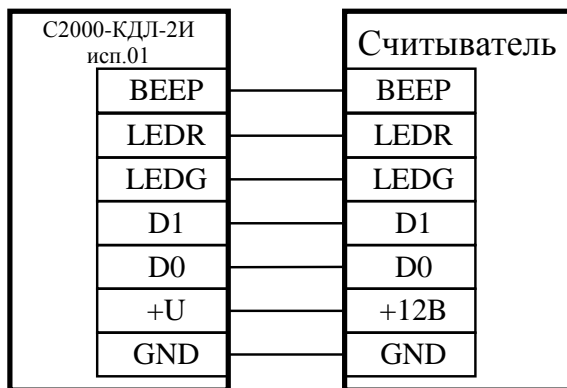 С2000-КДЛ-2И
исп.01
BEEP
LEDR
LEDG
D1
D0
+U
GND
Считыватель
BEEP
LEDR
LEDG
D1
D0
+12В
GND